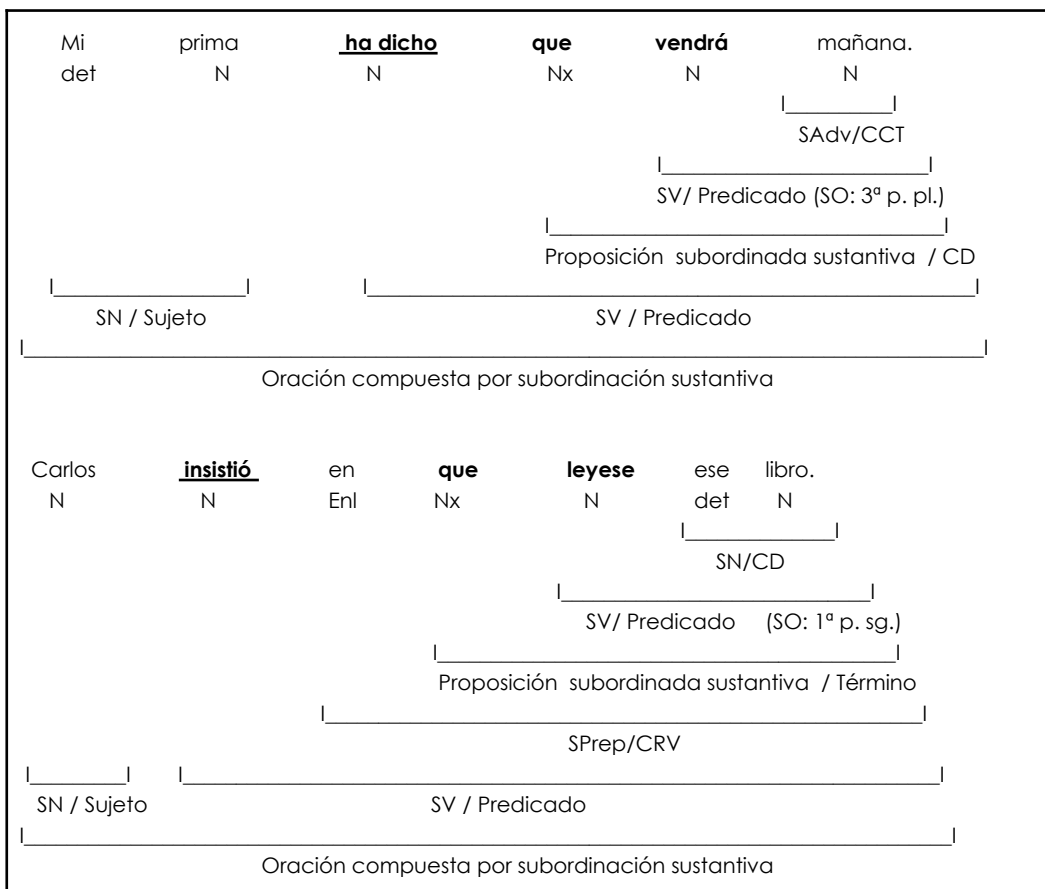 Mi prima ha dicho que vendrá mañana.
det N N Nx N N
SAdv/CCT
SV/ Predicado (SO: 3ª p. pl.)
Proposición subordinada sustantiva / CD
SN / Sujeto SV / Predicado
Oración compuesta por subordinación sustantiva
Carlos insistió en que leyese ese libro.
N N Enl Nx N det N
SN/CD
SV/ Predicado (SO: 1ª p. sg.)
Proposición subordinada sustantiva / Término
SPrep/CRV
SN / Sujeto SV / Predicado
Oración compuesta por subordinación sustantiva